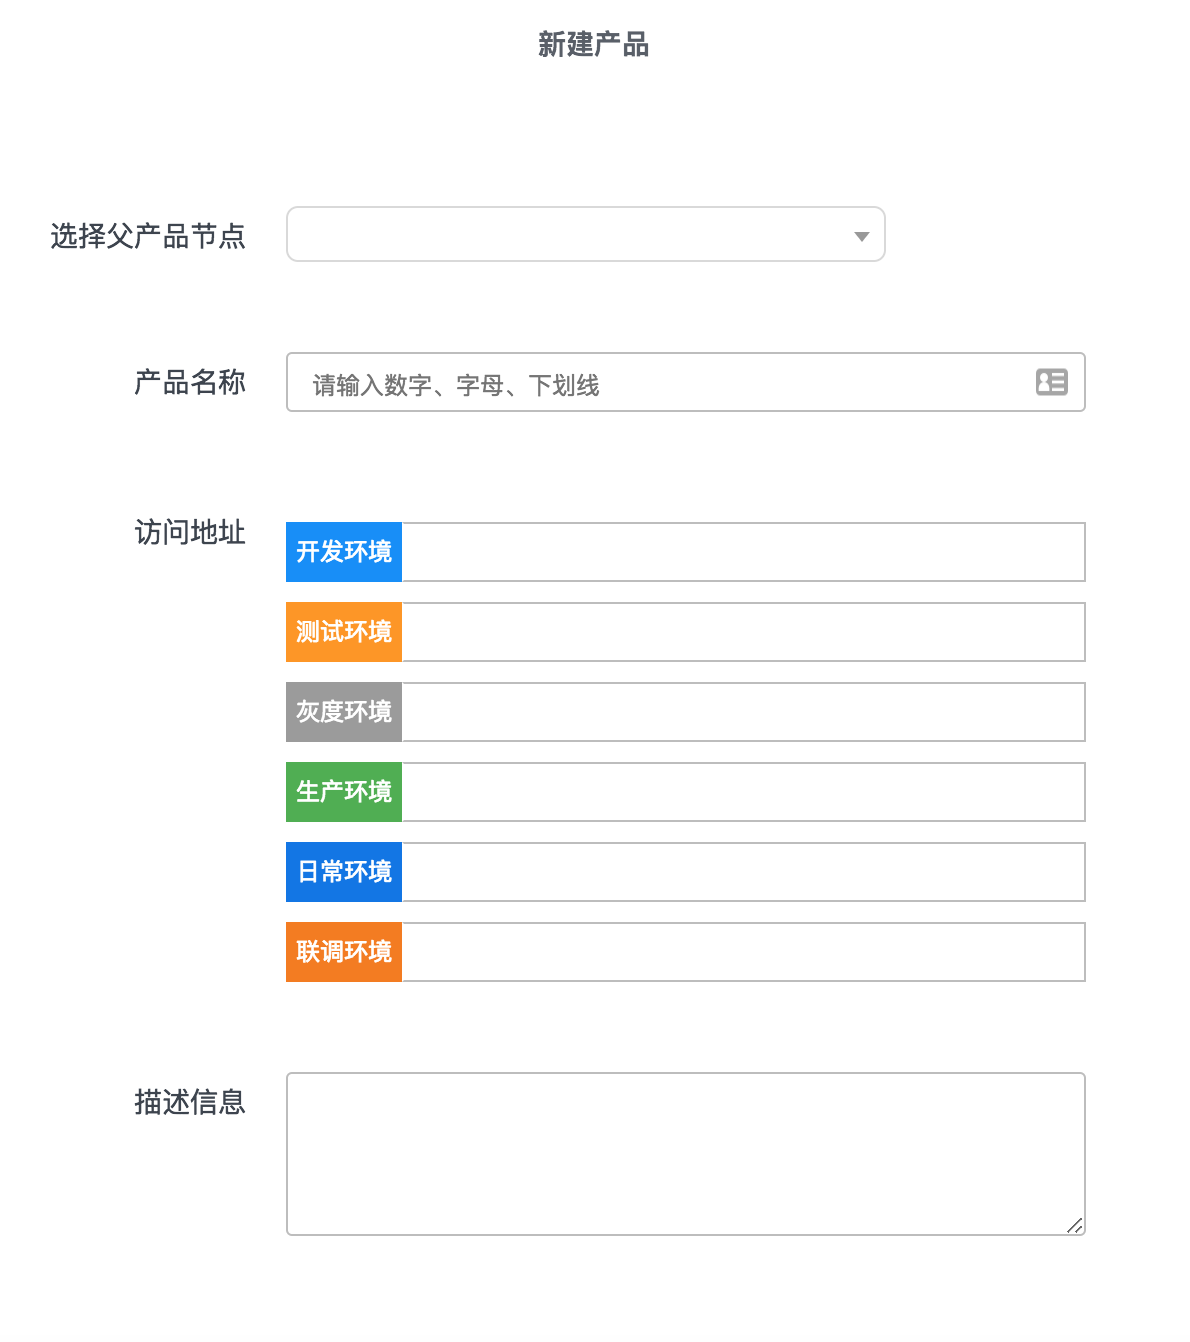 新建产品
选择父产品节点
产品名称
请输入数字、字母、下划线
访问地址
开发环境
测试环境
灰度环境
生产环境
日常环境
联调环境
描述信息